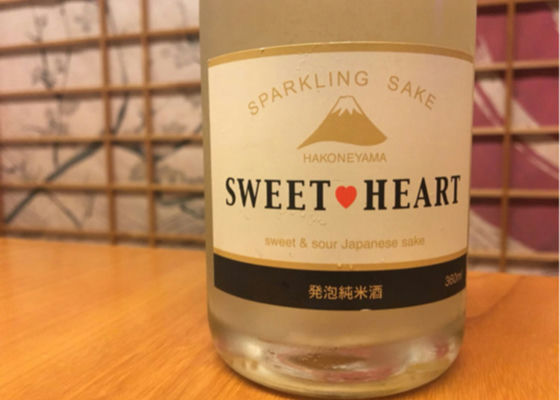 SPARKLING SAKE
HAKONEYAMA
SWEET♥HEART
sweet & sour Japanese sake
発泡純米酒
360ml